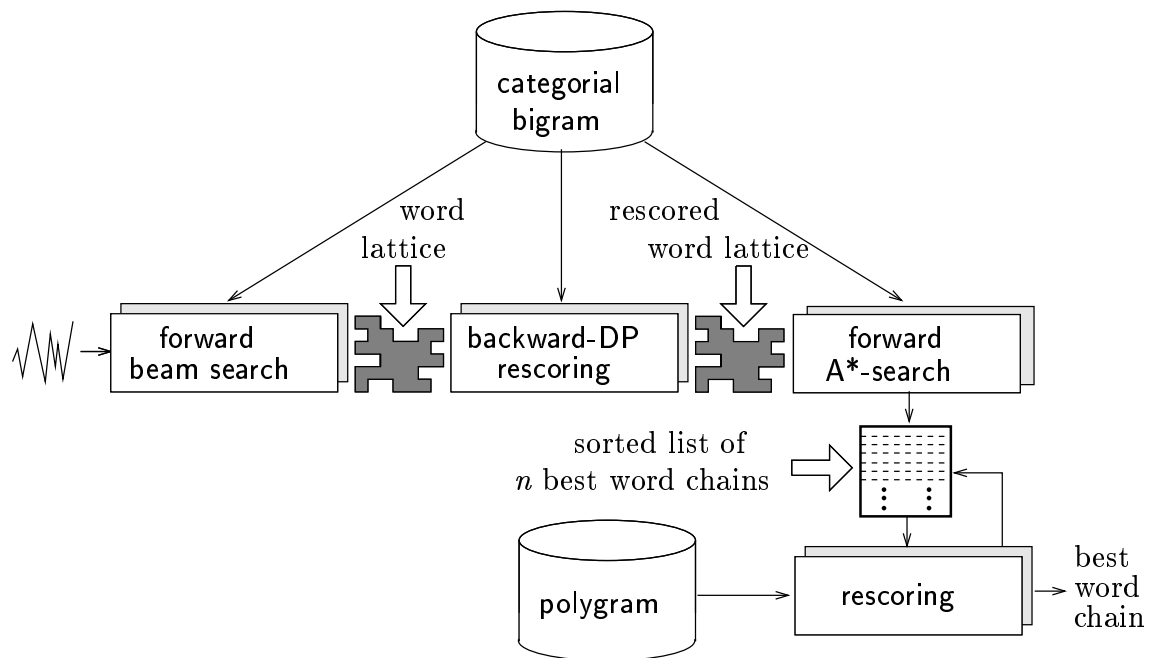 categorial
bigram
word
lattice
rescored
word lattice
forward
beam search
backward-DP
rescoring
forward
A*-search
sorted list of
n best word chains
polygram
rescoring
best
word
chain